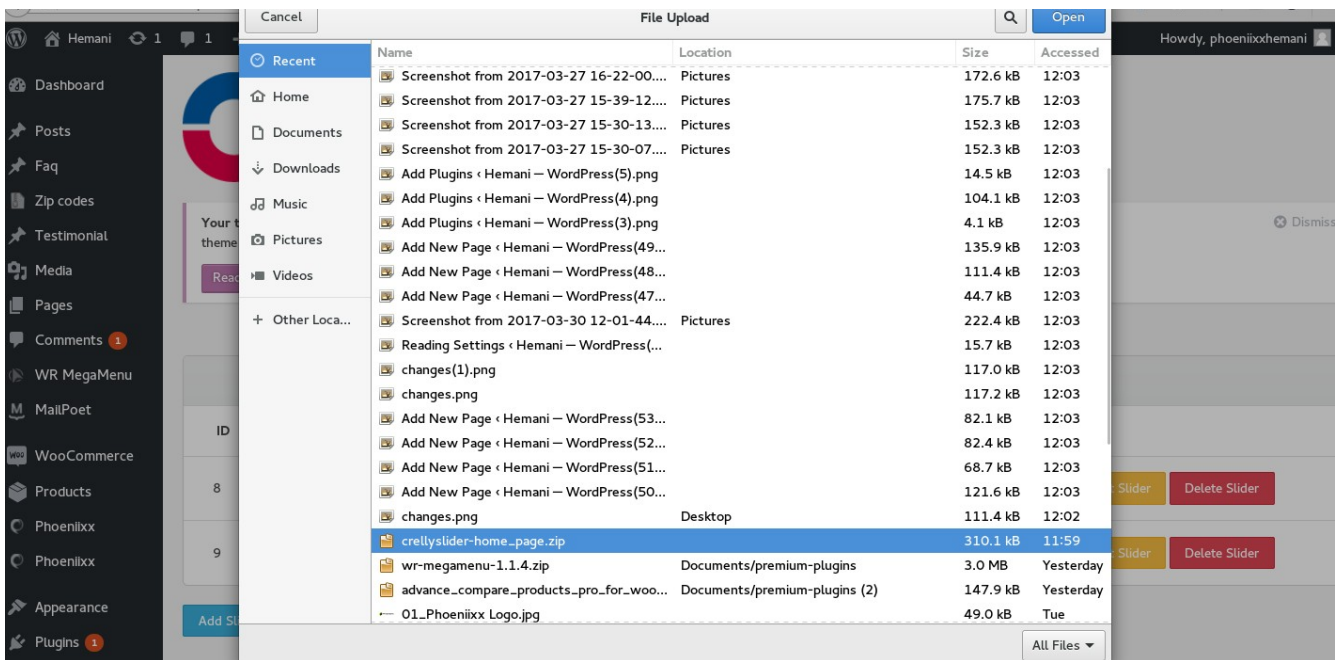 Cancel File Upload Open
Hemani 1 1 Howdy, phoeniixxhemani
Recent Name Location Size Accessed
Dashboard Screenshot from 2017-03-27 16-22-00.... Pictures 172.6 kB 12:03
Home Screenshot from 2017-03-27 15-39-12.... Pictures 175.7 kB 12:03
Posts Documents Screenshot from 2017-03-27 15-30-13.... Pictures 152.3 kB 12:03
Screenshot from 2017-03-27 15-30-07.... Pictures 152.3 kB 12:03
Faq Downloads Add Plugins ‹ Hemani — WordPress(5).png 14.5 kB 12:03
Zip codes Music Add Plugins ‹ Hemani — WordPress(4).png 104.1 kB 12:03
Your t Add Plugins ‹ Hemani — WordPress(3).png 4.1 kB 12:03 Dismiss
Testimonial theme Pictures Add New Page ‹ Hemani — WordPress(49... 135.9 kB 12:03
Media Read Videos Add New Page ‹ Hemani — WordPress(48... 111.4 kB 12:03
Pages Add New Page ‹ Hemani — WordPress(47... 44.7 kB 12:03
+ Other Loca... Screenshot from 2017-03-30 12-01-44.... Pictures 222.4 kB 12:03
Comments 1 Reading Settings ‹ Hemani — WordPress(... 15.7 kB 12:03
WR MegaMenu changes(1).png 117.0 kB 12:03
MailPoet changes.png 117.2 kB 12:03
ID Add New Page ‹ Hemani — WordPress(53... 82.1 kB 12:03
WooCommerce Add New Page ‹ Hemani — WordPress(52... 82.4 kB 12:03
Add New Page ‹ Hemani — WordPress(51... 68.7 kB 12:03
Products 8 Add New Page ‹ Hemani — WordPress(50... 121.6 kB 12:03 Slider Delete Slider
Phoeniixx changes.png Desktop 111.4 kB 12:02
crellyslider-home_page.zip 310.1 kB 11:59
Phoeniixx 9 wr-megamenu-1.1.4.zip Documents/premium-plugins 3.0 MB Yesterday Slider Delete Slider
advance_compare_products_pro_for_woo... Documents/premium-plugins (2) 147.9 kB Yesterday
Appearance Add Sl 01_Phoeniixx Logo.jpg 49.0 kB Tue
Plugins 1 All Files